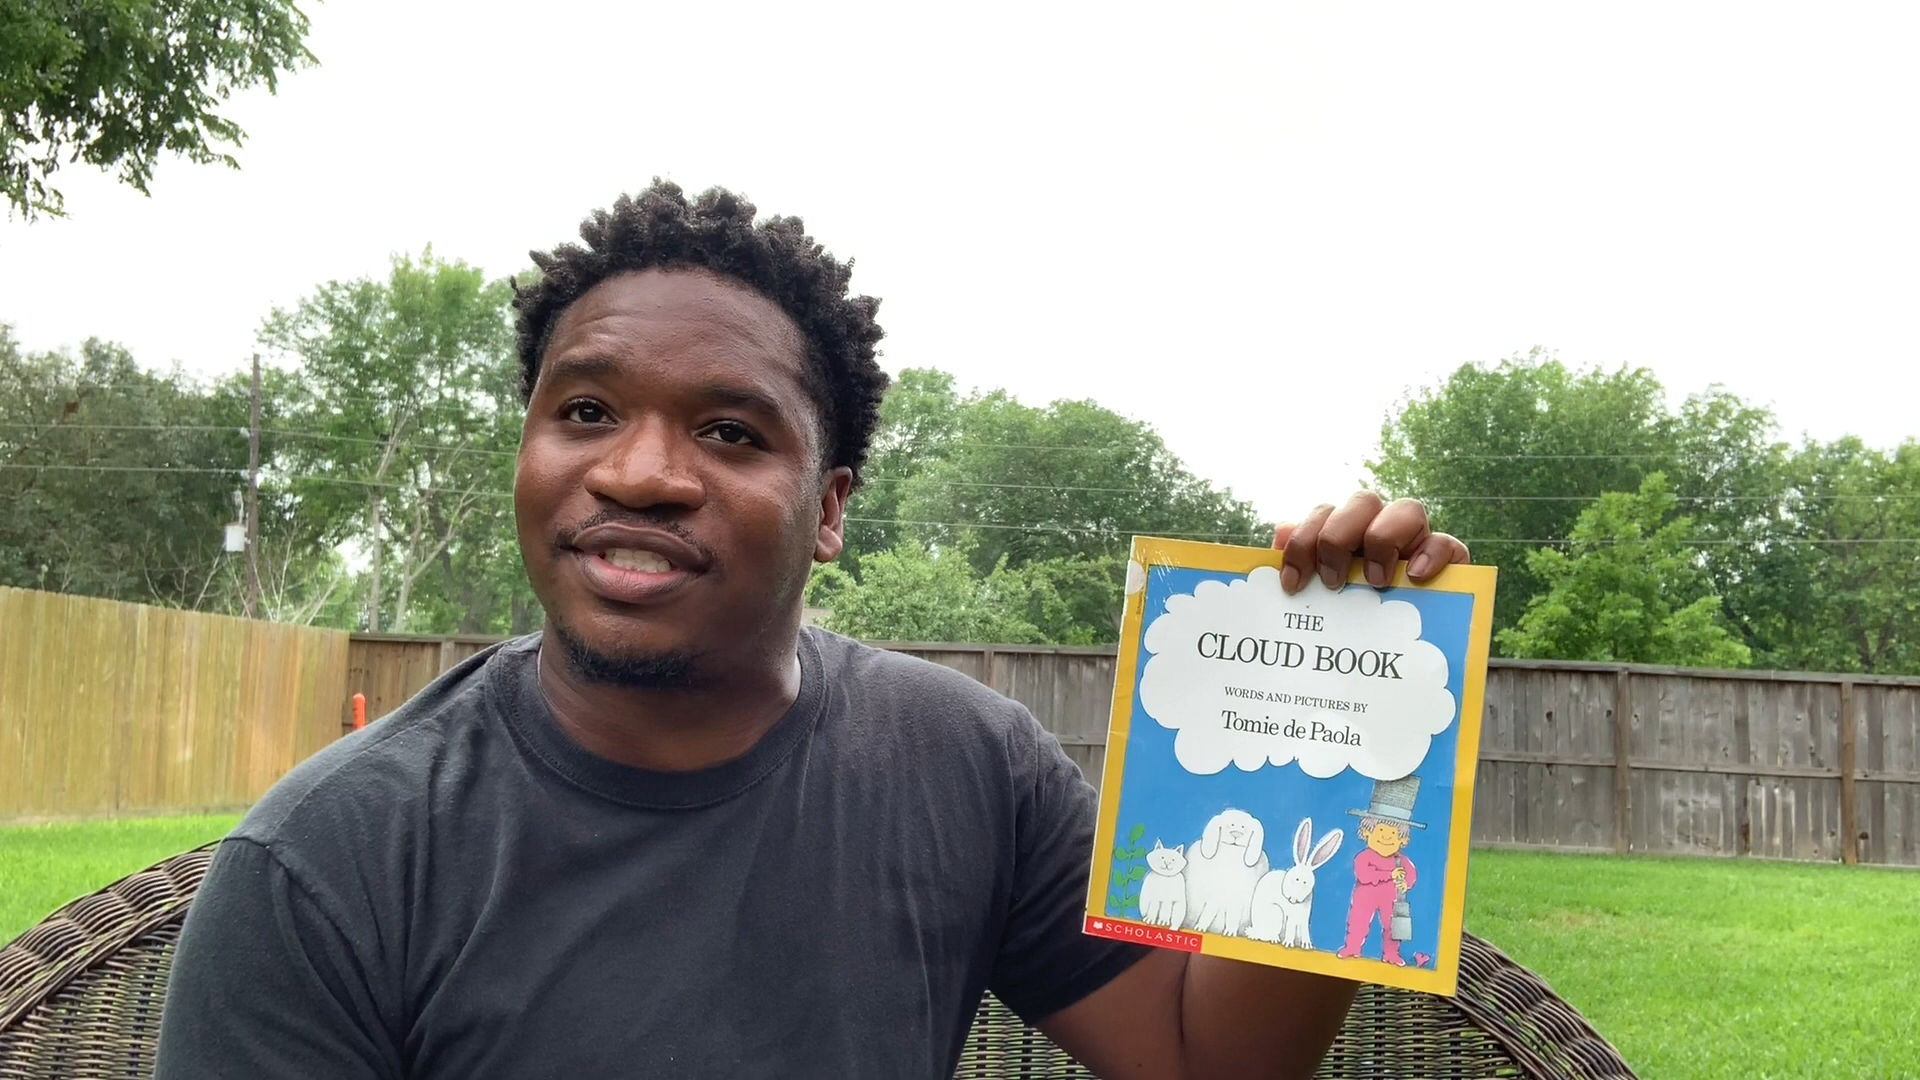 THE
CLOUD BOOK
WORDS AND PICTURES BY
Tomie de Paola
SCHOLASTIC